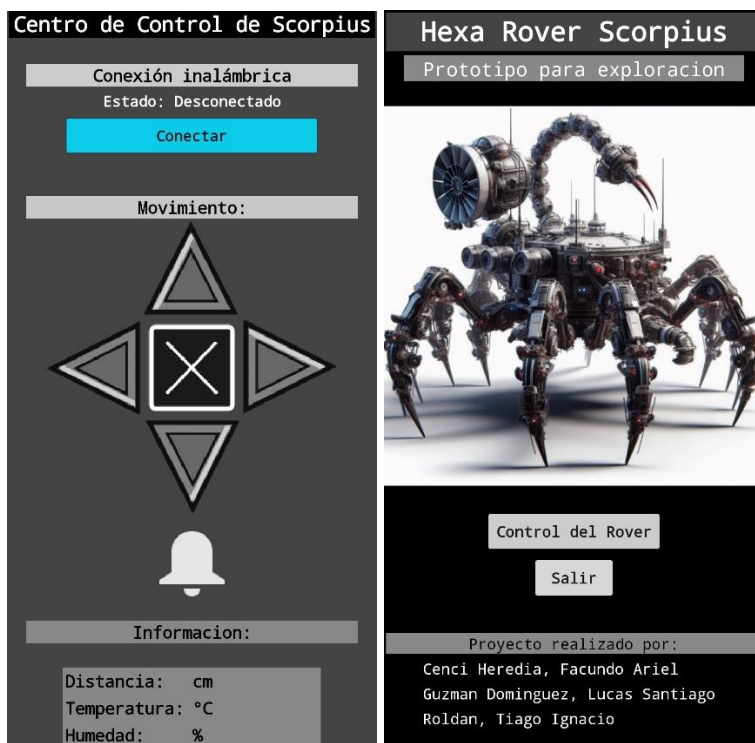 Centro de Control de Scorpius
Conexión inalámbrica
Estado: Desconectado
Conectar
Movimiento:
Informacion:
Distancia: cm
Temperatura: °C
Humedad: %
Hexa Rover Scorpius
Prototipo para exploracion
Control del Rover
Salir
Proyecto realizado por:
Cenci Heredia, Facundo Ariel
Guzman Dominguez, Lucas Santiago
Roldan, Tiago Ignacio